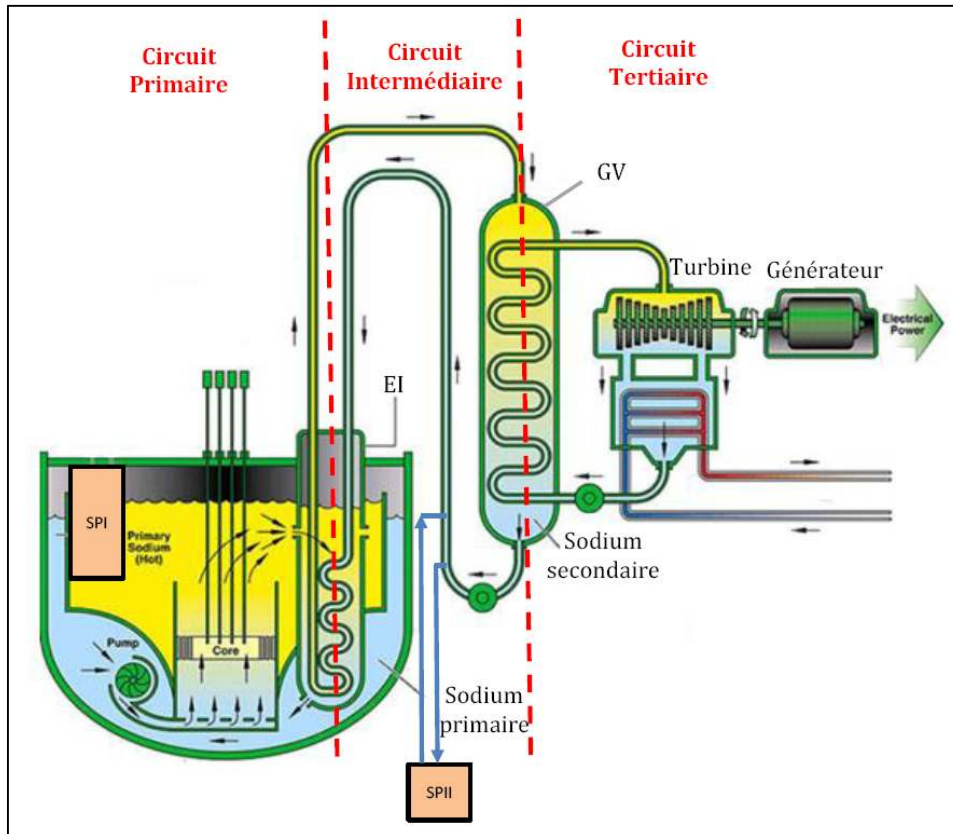 Circuit
Primaire
Circuit
Intermédiaire
Circuit
Tertiaire
GV
Turbine
Générateur
Electrical
Power
EI
SPI
Primary
Sodium
(Hot)
Pump
Core
Sodium
secondaire
Sodium
primaire
SPII